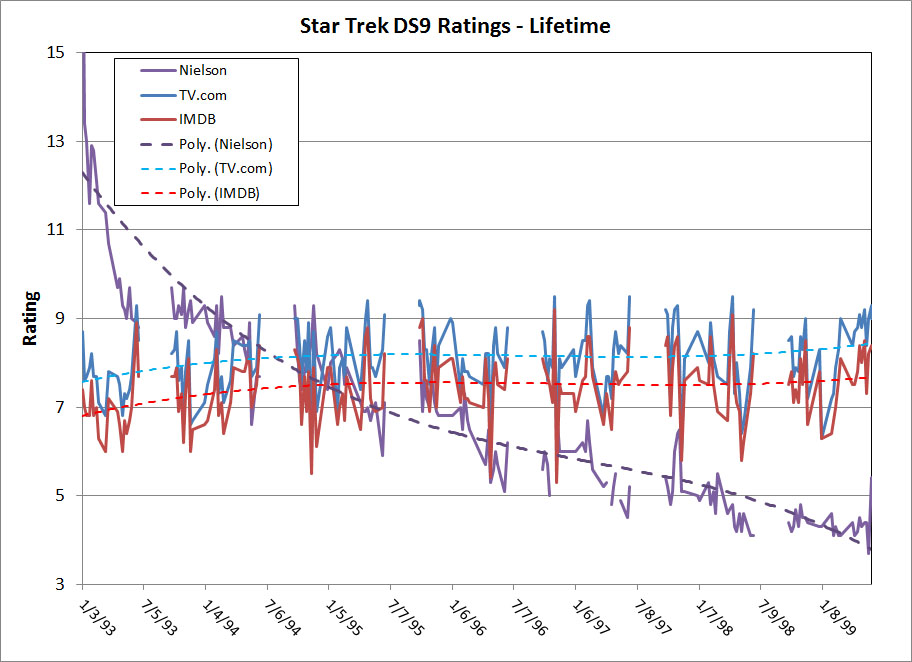 Star Trek DS9 Ratings - Lifetime
Nielson
TV.com
IMDB
Poly. (Nielson)
Poly. (TV.com)
Poly. (IMDB)
Rating
15
13
11
9
7
5
3
1/3/93
7/5/93
1/4/94
7/6/94
1/5/95
7/7/95
1/6/96
7/7/96
1/6/97
7/8/97
1/7/98
7/9/98
1/8/99